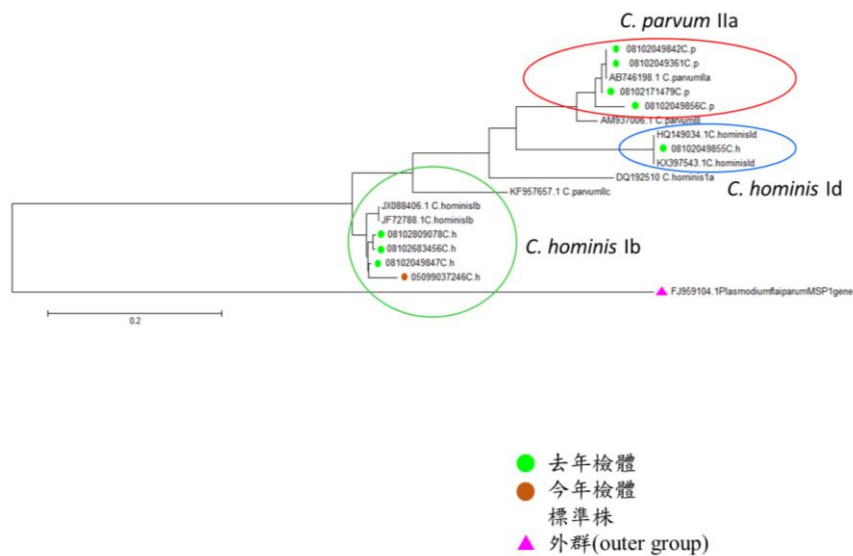 C. parvum IIa
08102049842C.p
08102049361C.p
AB746198.1 C.parvumIIa
08102171479C.p
08102049856C.p
AM937006.1 C.parvumIII
HQ149034.1C.hominisId
08102049855C.h
KX397543.1C.hominisId
DQ192510 C.hominis1a
C. hominis Id
KF957657.1 C.parvumIIc
JX088406.1 C.hominisIb
JF72788.1C.hominisIb
08102809078C.h
08102683456C.h
08102049847C.h
05099037246C.h
C. hominis Ib
FJ959104.1PlasmodiumflaiparumMSP1gene
0.2
去年檢體
今年檢體
標準株
外群(outer group)